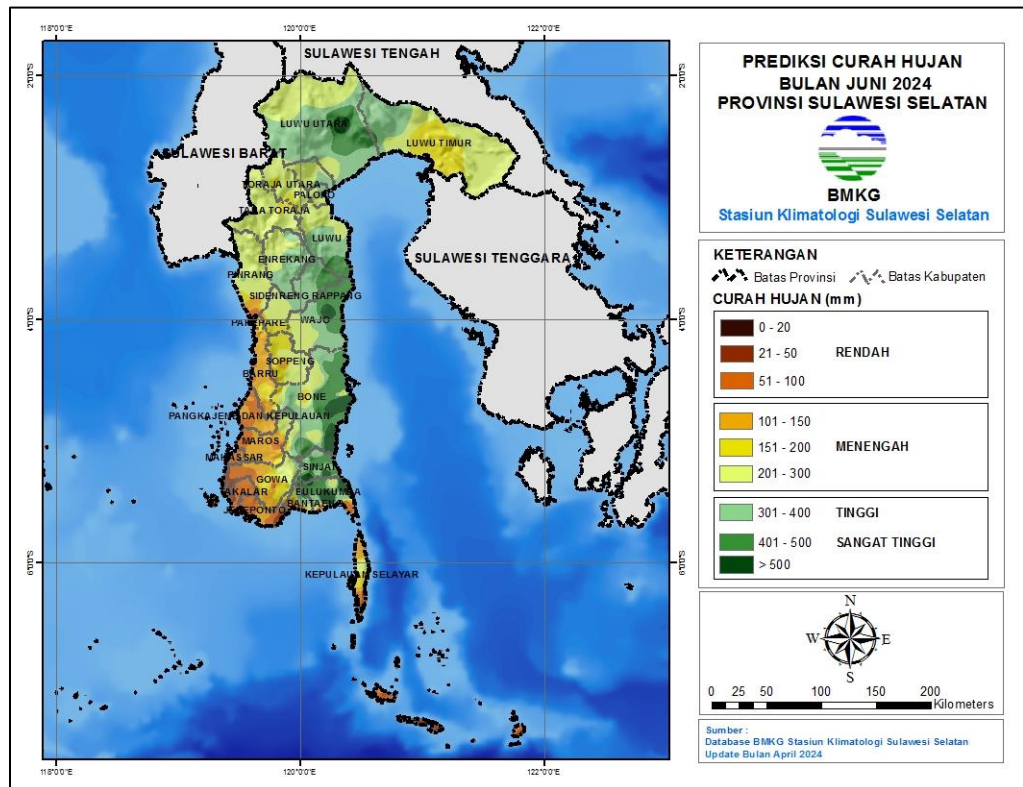 118°0'0"E
120°0'0"E
122°0'0"E
SULAWESI TENGAH
2°0'0"S
2°0'0"S
LUWU UTARA
LUWU TIMUR
SULAWESI BARAT
TORAJA UTARA
PALOPO
TANA TORAJA
LUWU
ENREKANG
SULAWESI TENGGARA
PINRANG
SIDENRENG RAPPANG
4°0'0"S
4°0'0"S
WAJO
PAREPARE
SOPPENG
BARRU
BONE
PANGKAJENE DAN KEPULAUAN
MAROS
MAKASSAR
SINJAI
GOWA
BULUKUMBA
TAKALAR
BANTAENG
JENEPONTO
6°0'0"S
6°0'0"S
KEPULAUAN SELAYAR
118°0'0"E
120°0'0"E
122°0'0"E
PREDIKSI CURAH HUJAN
BULAN JUNI 2024
PROVINSI SULAWESI SELATAN
BMKG
Stasiun Klimatologi Sulawesi Selatan
KETERANGAN
Batas Provinsi Batas Kabupaten
CURAH HUJAN (mm)
0 - 20
21 - 50 RENDAH
51 - 100
101 - 150
151 - 200 MENENGAH
201 - 300
301 - 400 TINGGI
401 - 500 SANGAT TINGGI
> 500
N
W E
S
0 25 50 100 150 200
Kilometers
Sumber :
Database BMKG Stasiun Klimatologi Sulawesi Selatan
Update Bulan April 2024